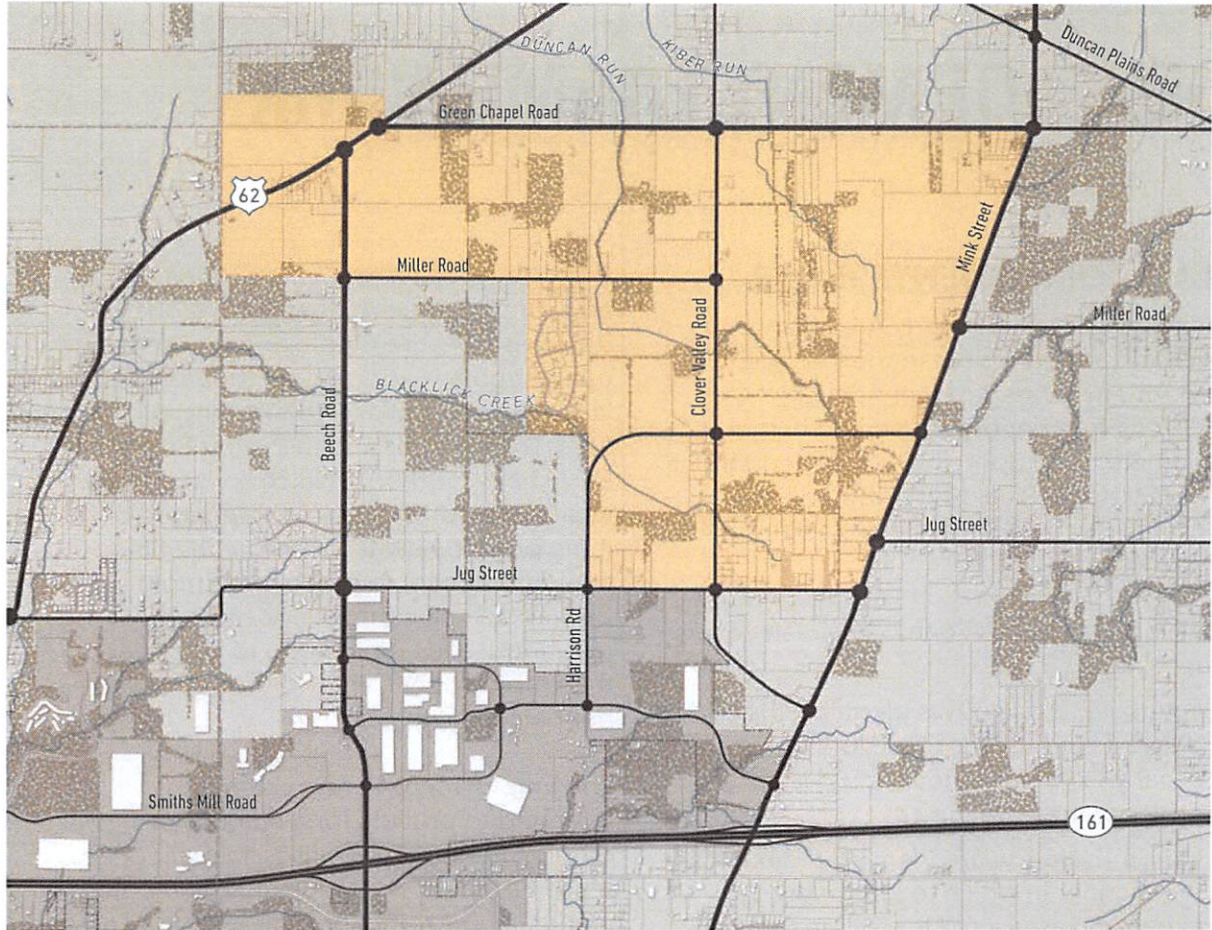 DUNCAN RUN
KIBER RUN
Duncan Plains Road
Green Chapel Road
62
Mink Street
Miller Road
Miller Road
Clover Valley Road
Beech Road
BLACKLICK CREEK
Jug Street
Jug Street
Harrison Rd
Smiths Mill Road
161